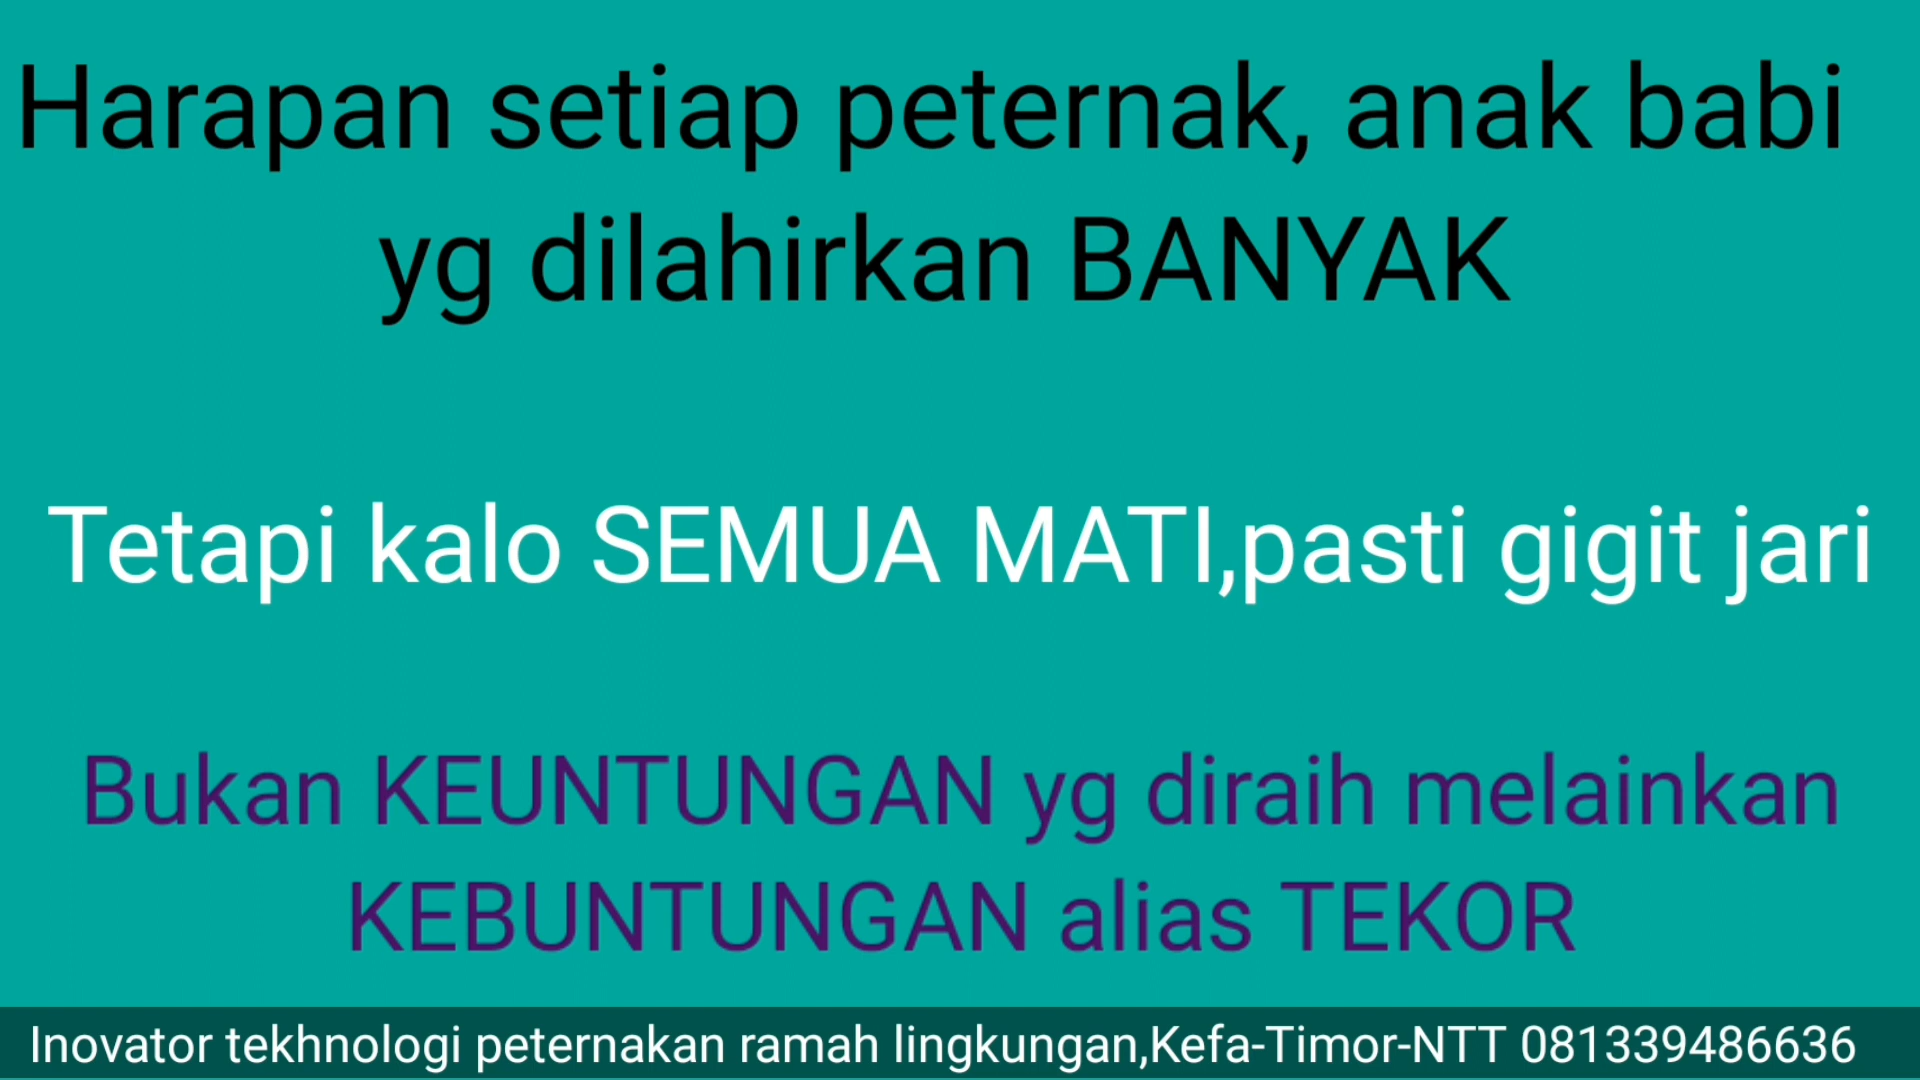 Harapan setiap peternak, anak babi
yg dilahirkan BANYAK
Tetapi kalo SEMUA MATI,pasti gigit jari
Bukan KEUNTUNGAN yg diraih melainkan
KEBUNTUNGAN alias TEKOR
Inovator tekhnologi peternakan ramah lingkungan,Kefa-Timor-NTT 081339486636